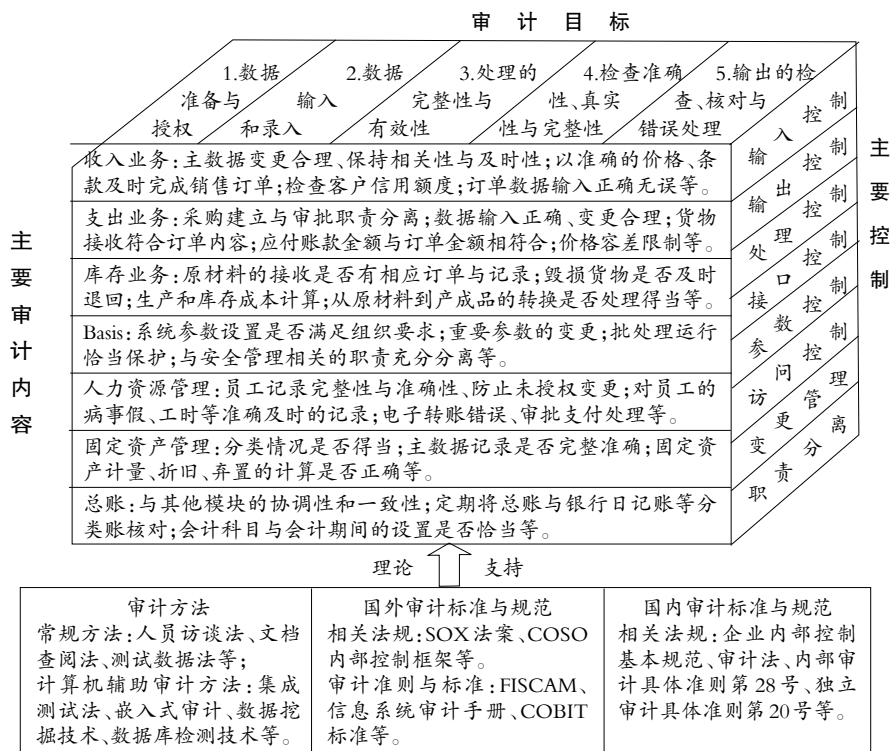 审计目标
1.数据
准备与
授权
2.数据
输入
和录入
3.处理的
完整性与
有效性
4.检查准确
性、真实
性与完整性
5.输出的检
查、核对与
错误处理
主要审计内容
收入业务:主数据变更合理、保持相关性与及时性;以准确的价格、条
款及时完成销售订单;检查客户信用额度;订单数据输入正确无误等。
支出业务:采购建立与审批职责分离;数据输入正确、变更合理;货物
接收符合订单内容;应付账款金额与订单金额相符合;价格容差限制等。
库存业务:原材料的接收是否有相应订单与记录;毁损货物是否及时
退回;生产和库存成本计算;从原材料到产成品的转换是否处理得当等。
Basis:系统参数设置是否满足组织要求;重要参数的变更;批处理运行
恰当保护;与安全管理相关的职责充分分离等。
人力资源管理:员工记录完整性与准确性、防止未授权变更;对员工的
病事假、工时等准确及时的记录;电子转账错误、审批支付处理等。
固定资产管理:分类情况是否得当;主数据记录是否完整准确;固定资
产计量、折旧、弃置的计算是否正确等。
总账:与其他模块的协调性和一致性;定期将总账与银行日记账等分
类账核对;会计科目与会计期间的设置是否恰当等。
输入控制
输出控制
处理控制
接口控制
参数控制
访问控制
变更管理
职责分离
主要控制
理论 支持
审计方法
常规方法:人员访谈法、文档
查阅法、测试数据法等;
计算机辅助审计方法:集成
测试法、嵌入式审计、数据挖
掘技术、数据库检测技术等。
国外审计标准与规范
相关法规:SOX法案、COSO
内部控制框架等。
审计准则与标准:FISCAM、
信息系统审计手册、COBIT
标准等。
国内审计标准与规范
相关法规:企业内部控制
基本规范、审计法、内部审
计具体准则第28号、独立
审计具体准则第20号等。